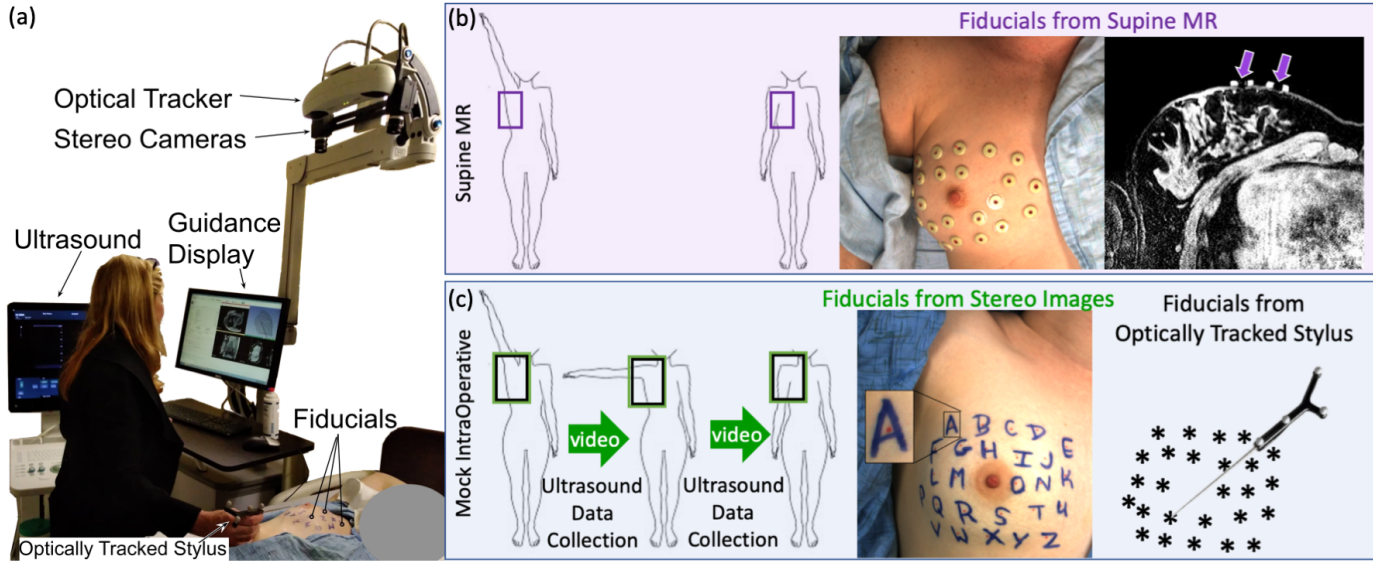 (a)
Optical Tracker
Stereo Cameras
Ultrasound
Guidance
Display
Fiducials
Optically Tracked Stylus
(b)
Fiducials from Supine MR
Supine MR
(c)
Fiducials from Stereo Images
Fiducials from
Optically Tracked Stylus
Mock IntraOperative
video
video
Ultrasound
Data
Collection
Ultrasound
Data
Collection
A
A B C D
F G H I J E
L M O N K
P Q R S T U
V W X Y Z